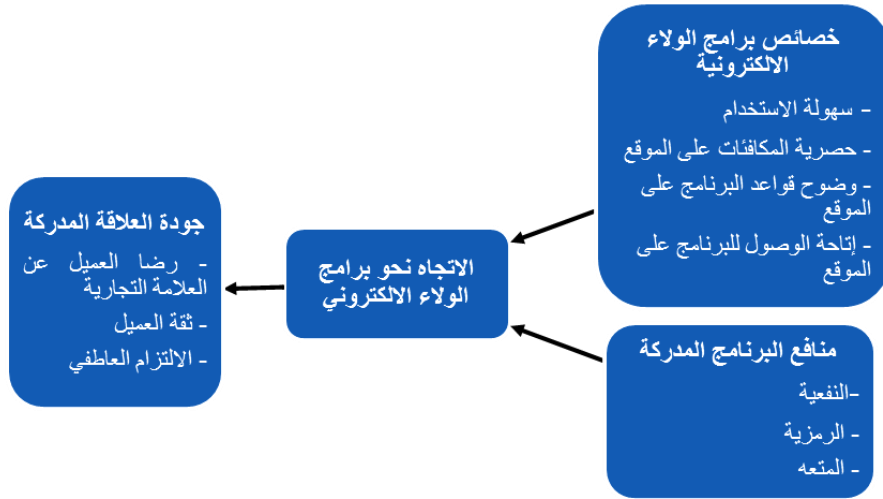 خصائص برامج الولاء
الالكترونية
- سهولة الاستخدام
- حصرية المكافئات على الموقع
- وضوح قواعد البرنامج على
الموقع
- إتاحة الوصول للبرنامج على
الموقع
منافع البرنامج المدركة
-النفعية
- الرمزية
- المتعه
الاتجاه نحو برامج
الولاء الالكتروني
جودة العلاقة المدركة
- رضا العميل عن
العلامة التجارية
- ثقة العميل
- الالتزام العاطفي